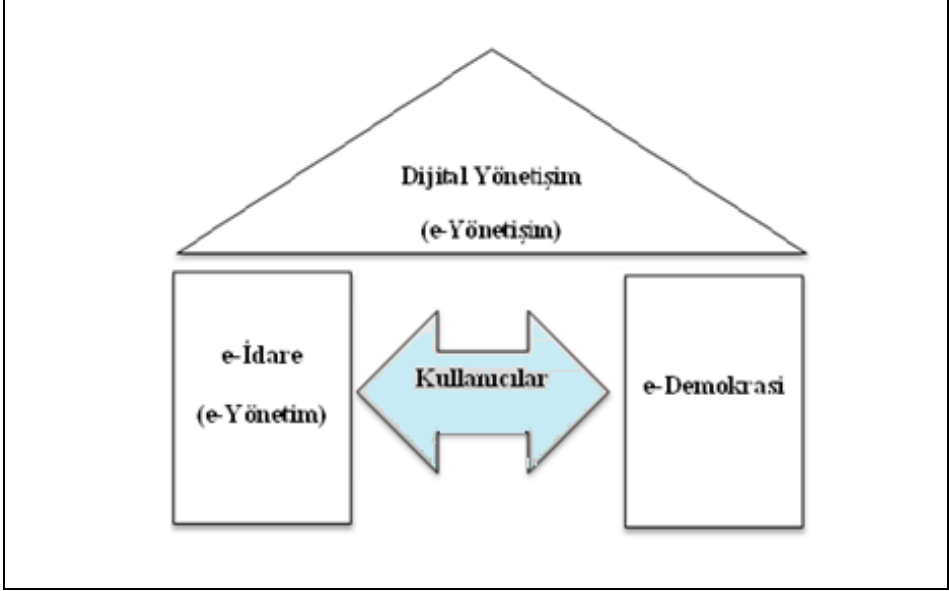 Dijital Yönetişim
(e-Yönetişim)
e-İdare
(e-Yönetim)
Kullanıcılar
e-Demokrasi